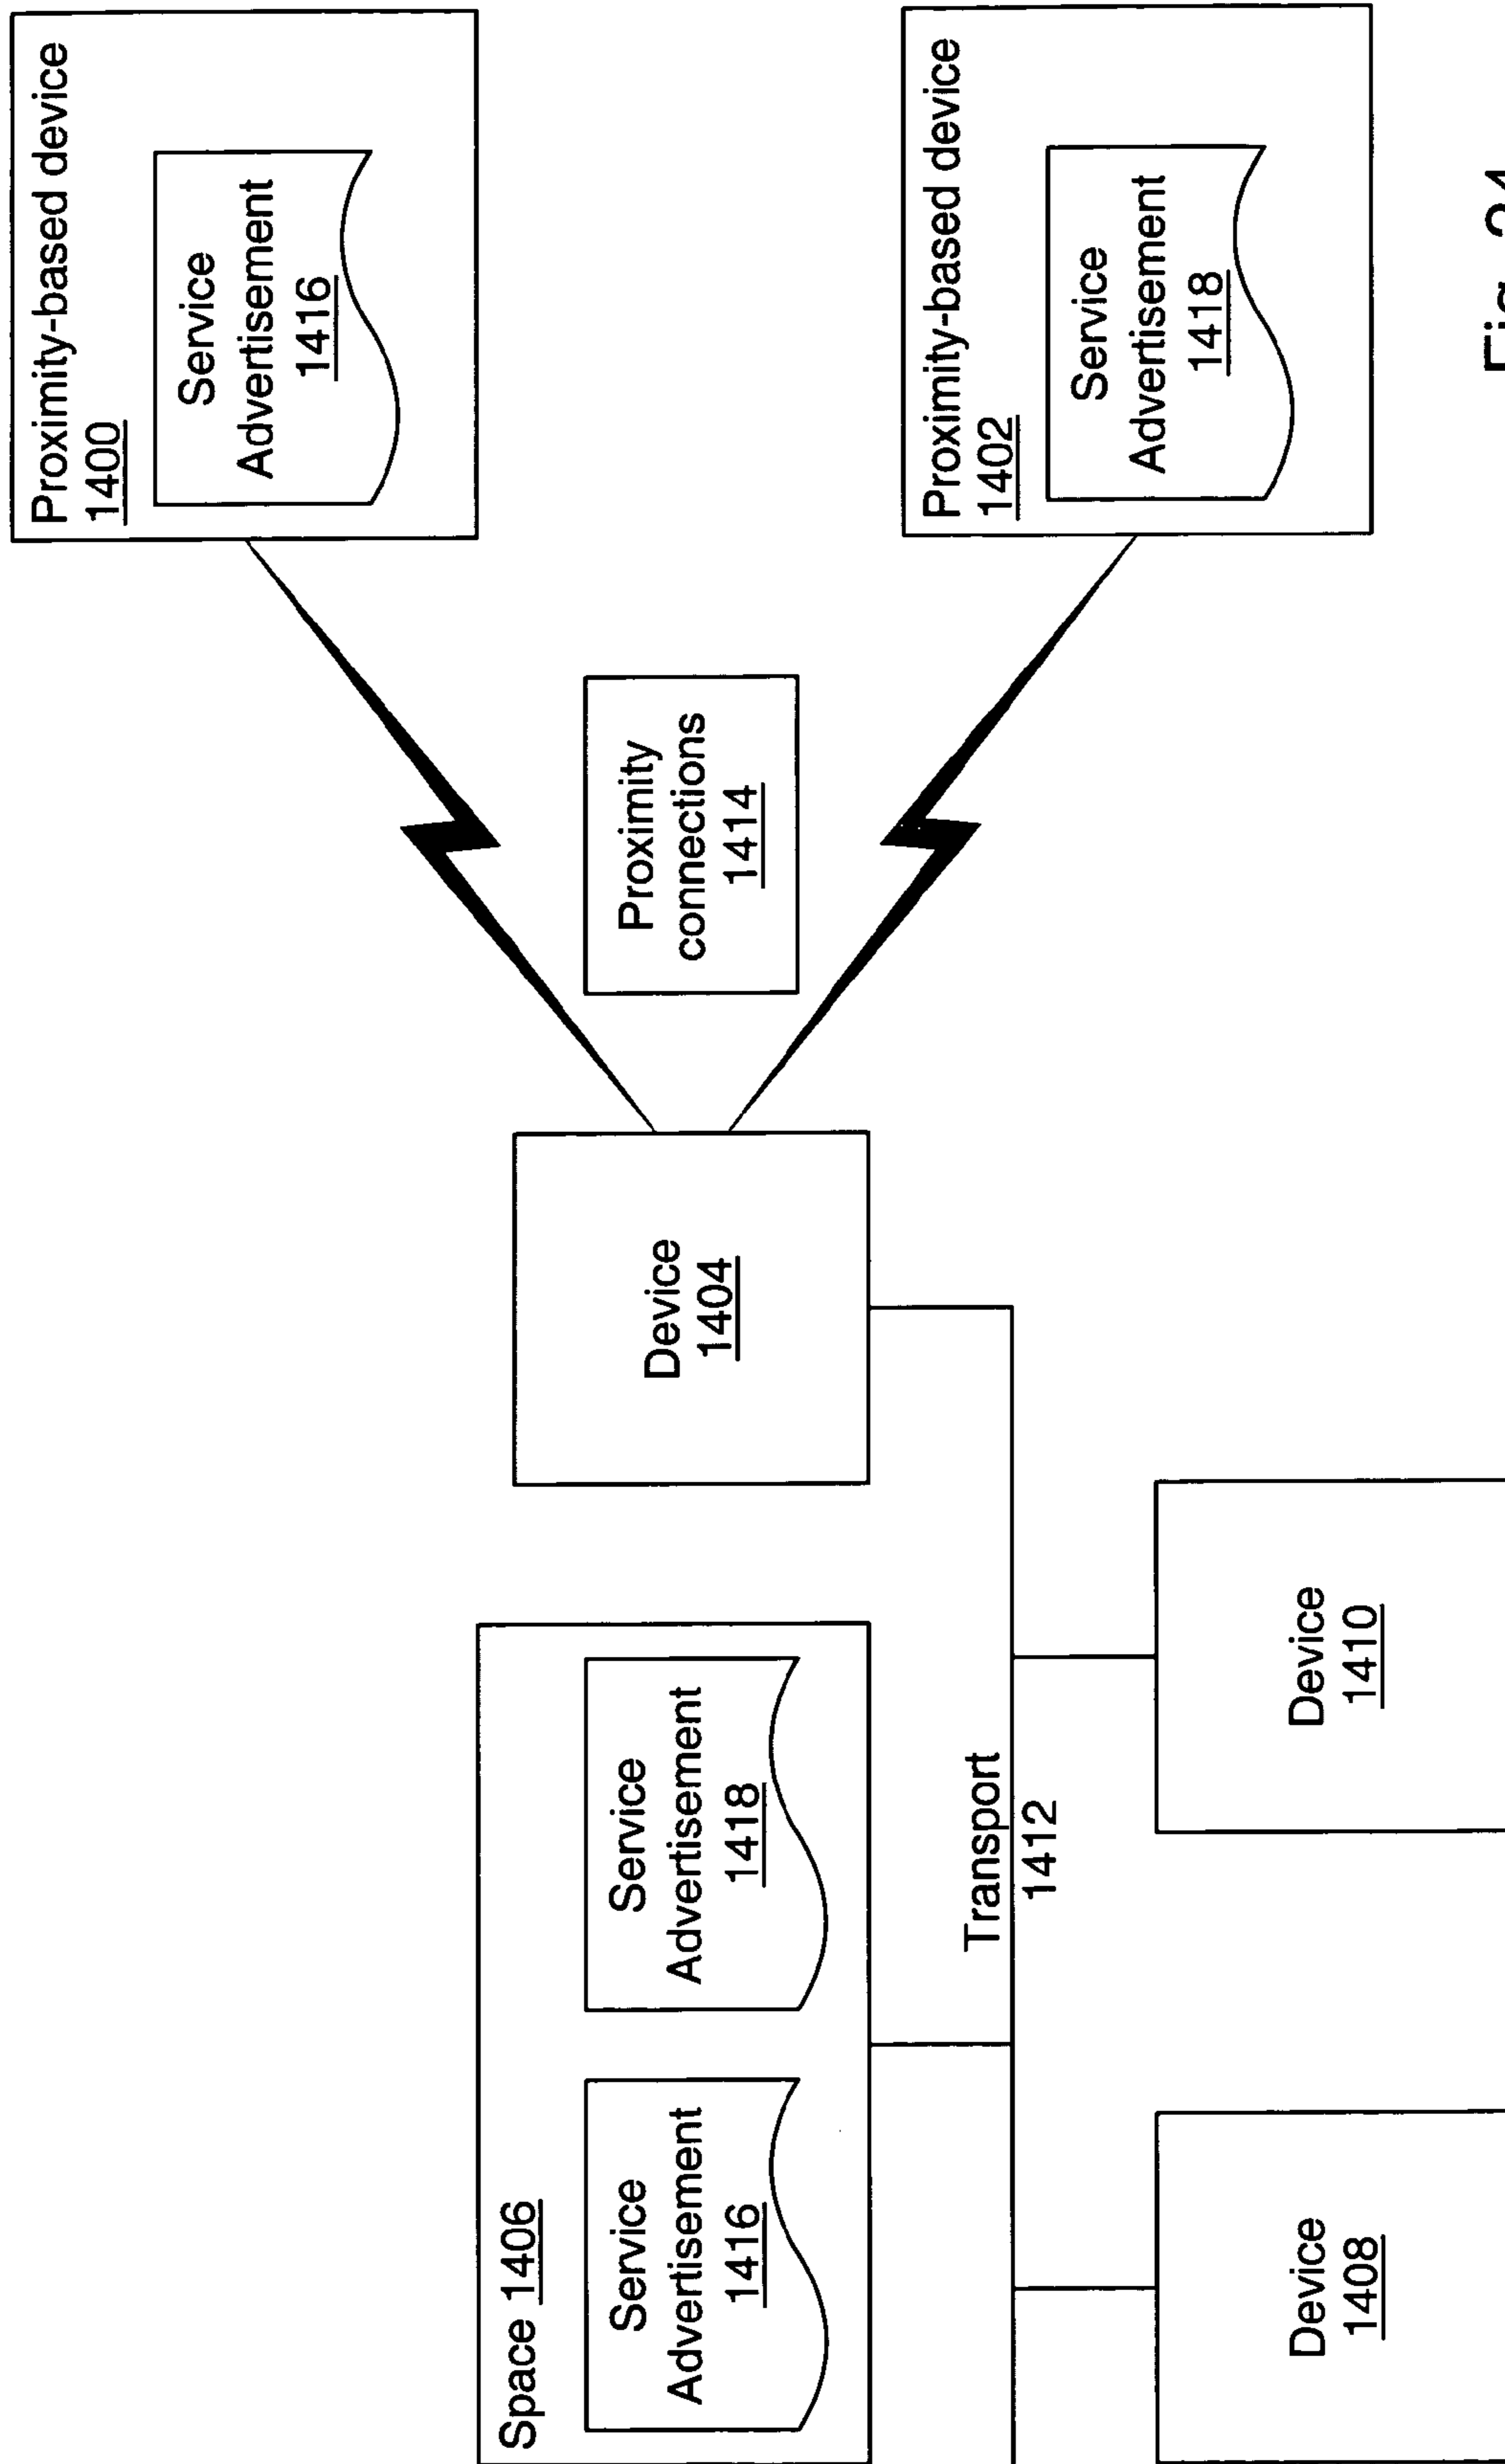 Proximity-based device
1400
Service
Advertisement
1416
Space 1406
Service
Advertisement
1416
Service
Advertisement
1418
Device
1404
Proximity
connections
1414
Proximity-based device
1402
Service
Advertisement
1418
Transport
1412
Device
1408
Device
1410
Fig.